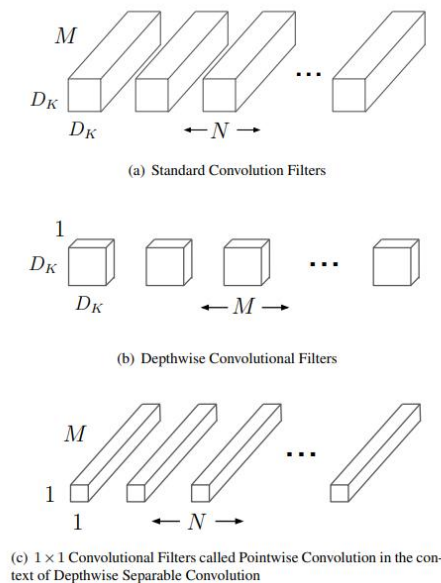 M
D_K
D_K
N
...
(a) Standard Convolution Filters
1
D_K
D_K
M
...
(b) Depthwise Convolutional Filters
M
1
1
N
...
(c) 1 × 1 Convolutional Filters called Pointwise Convolution in the con-
text of Depthwise Separable Convolution